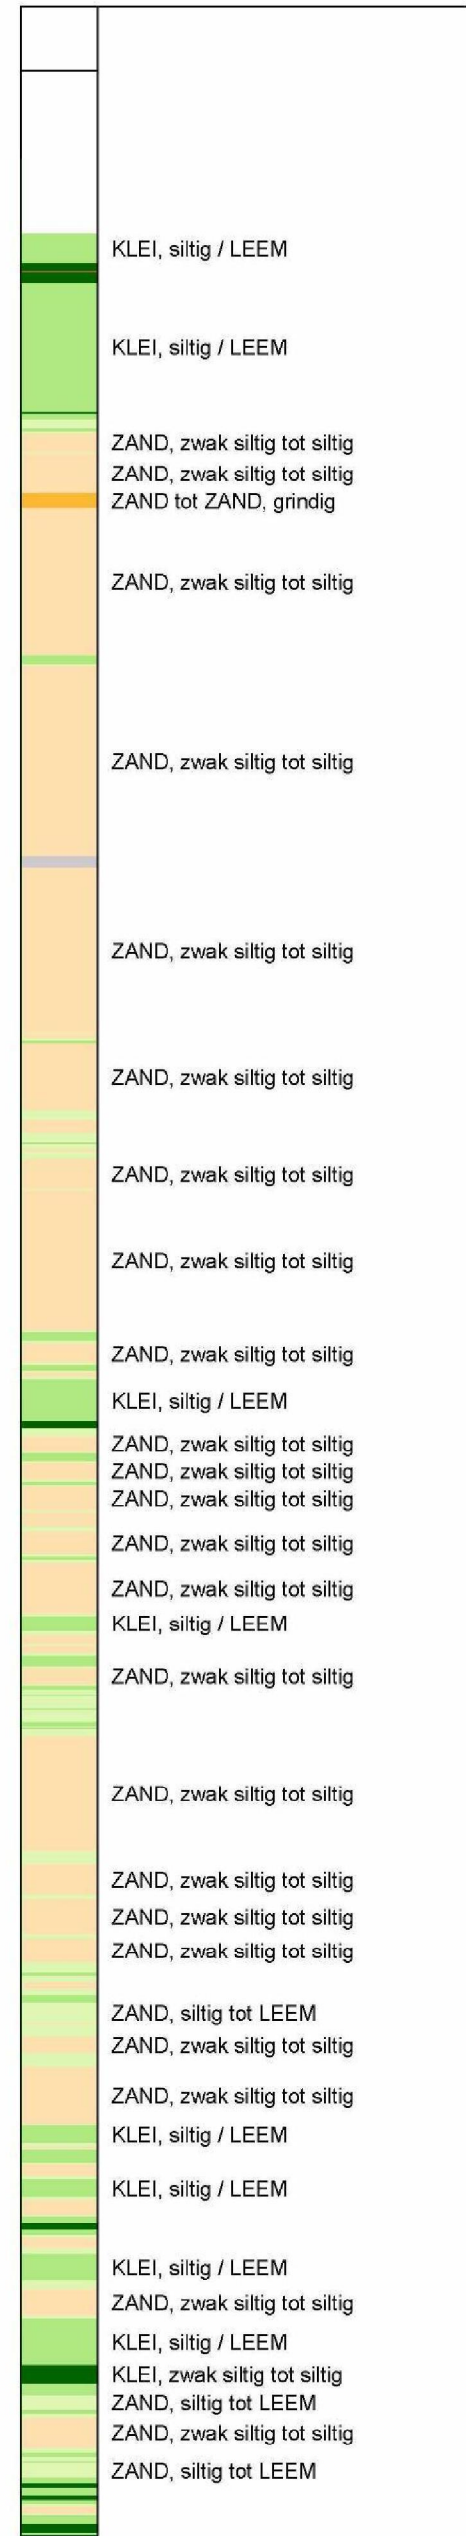 KLEI, siltig / LEEM
KLEI, siltig / LEEM
ZAND, zwak siltig tot siltig
ZAND, zwak siltig tot siltig
ZAND tot ZAND, grindig
ZAND, zwak siltig tot siltig
ZAND, zwak siltig tot siltig
ZAND, zwak siltig tot siltig
ZAND, zwak siltig tot siltig
ZAND, zwak siltig tot siltig
ZAND, zwak siltig tot siltig
ZAND, zwak siltig tot siltig
KLEI, siltig / LEEM
ZAND, zwak siltig tot siltig
ZAND, zwak siltig tot siltig
ZAND, zwak siltig tot siltig
ZAND, zwak siltig tot siltig
ZAND, zwak siltig tot siltig
KLEI, siltig / LEEM
ZAND, zwak siltig tot siltig
ZAND, zwak siltig tot siltig
ZAND, zwak siltig tot siltig
ZAND, zwak siltig tot siltig
ZAND, zwak siltig tot siltig
ZAND, siltig tot LEEM
ZAND, zwak siltig tot siltig
ZAND, zwak siltig tot siltig
KLEI, siltig / LEEM
KLEI, siltig / LEEM
KLEI, siltig / LEEM
ZAND, zwak siltig tot siltig
KLEI, siltig / LEEM
KLEI, zwak siltig tot siltig
ZAND, siltig tot LEEM
ZAND, zwak siltig tot siltig
ZAND, siltig tot LEEM